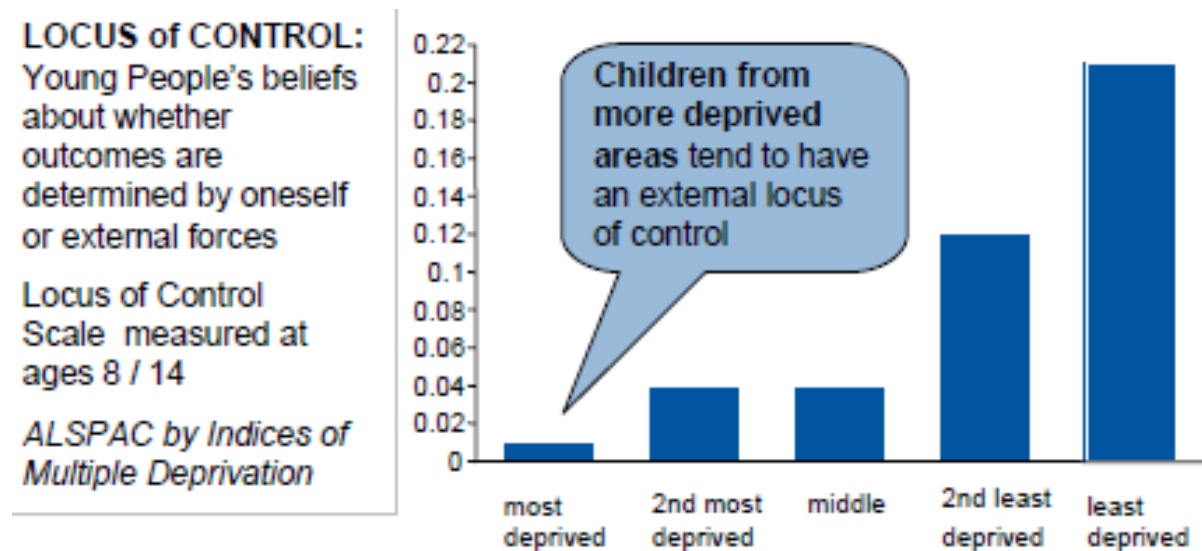 LOCUS of CONTROL:
Young People's beliefs
about whether
outcomes are
determined by oneself
or external forces
Locus of Control
Scale measured at
ages 8 / 14
ALSPAC by Indices of
Multiple Deprivation
0.22
0.2
0.18
0.16
0.14
0.12
0.1
0.08
0.06
0.04
0.02
0
Children from
more deprived
areas tend to have
an external locus
of control
most
deprived
2nd most
deprived
middle
2nd least
deprived
least
deprived